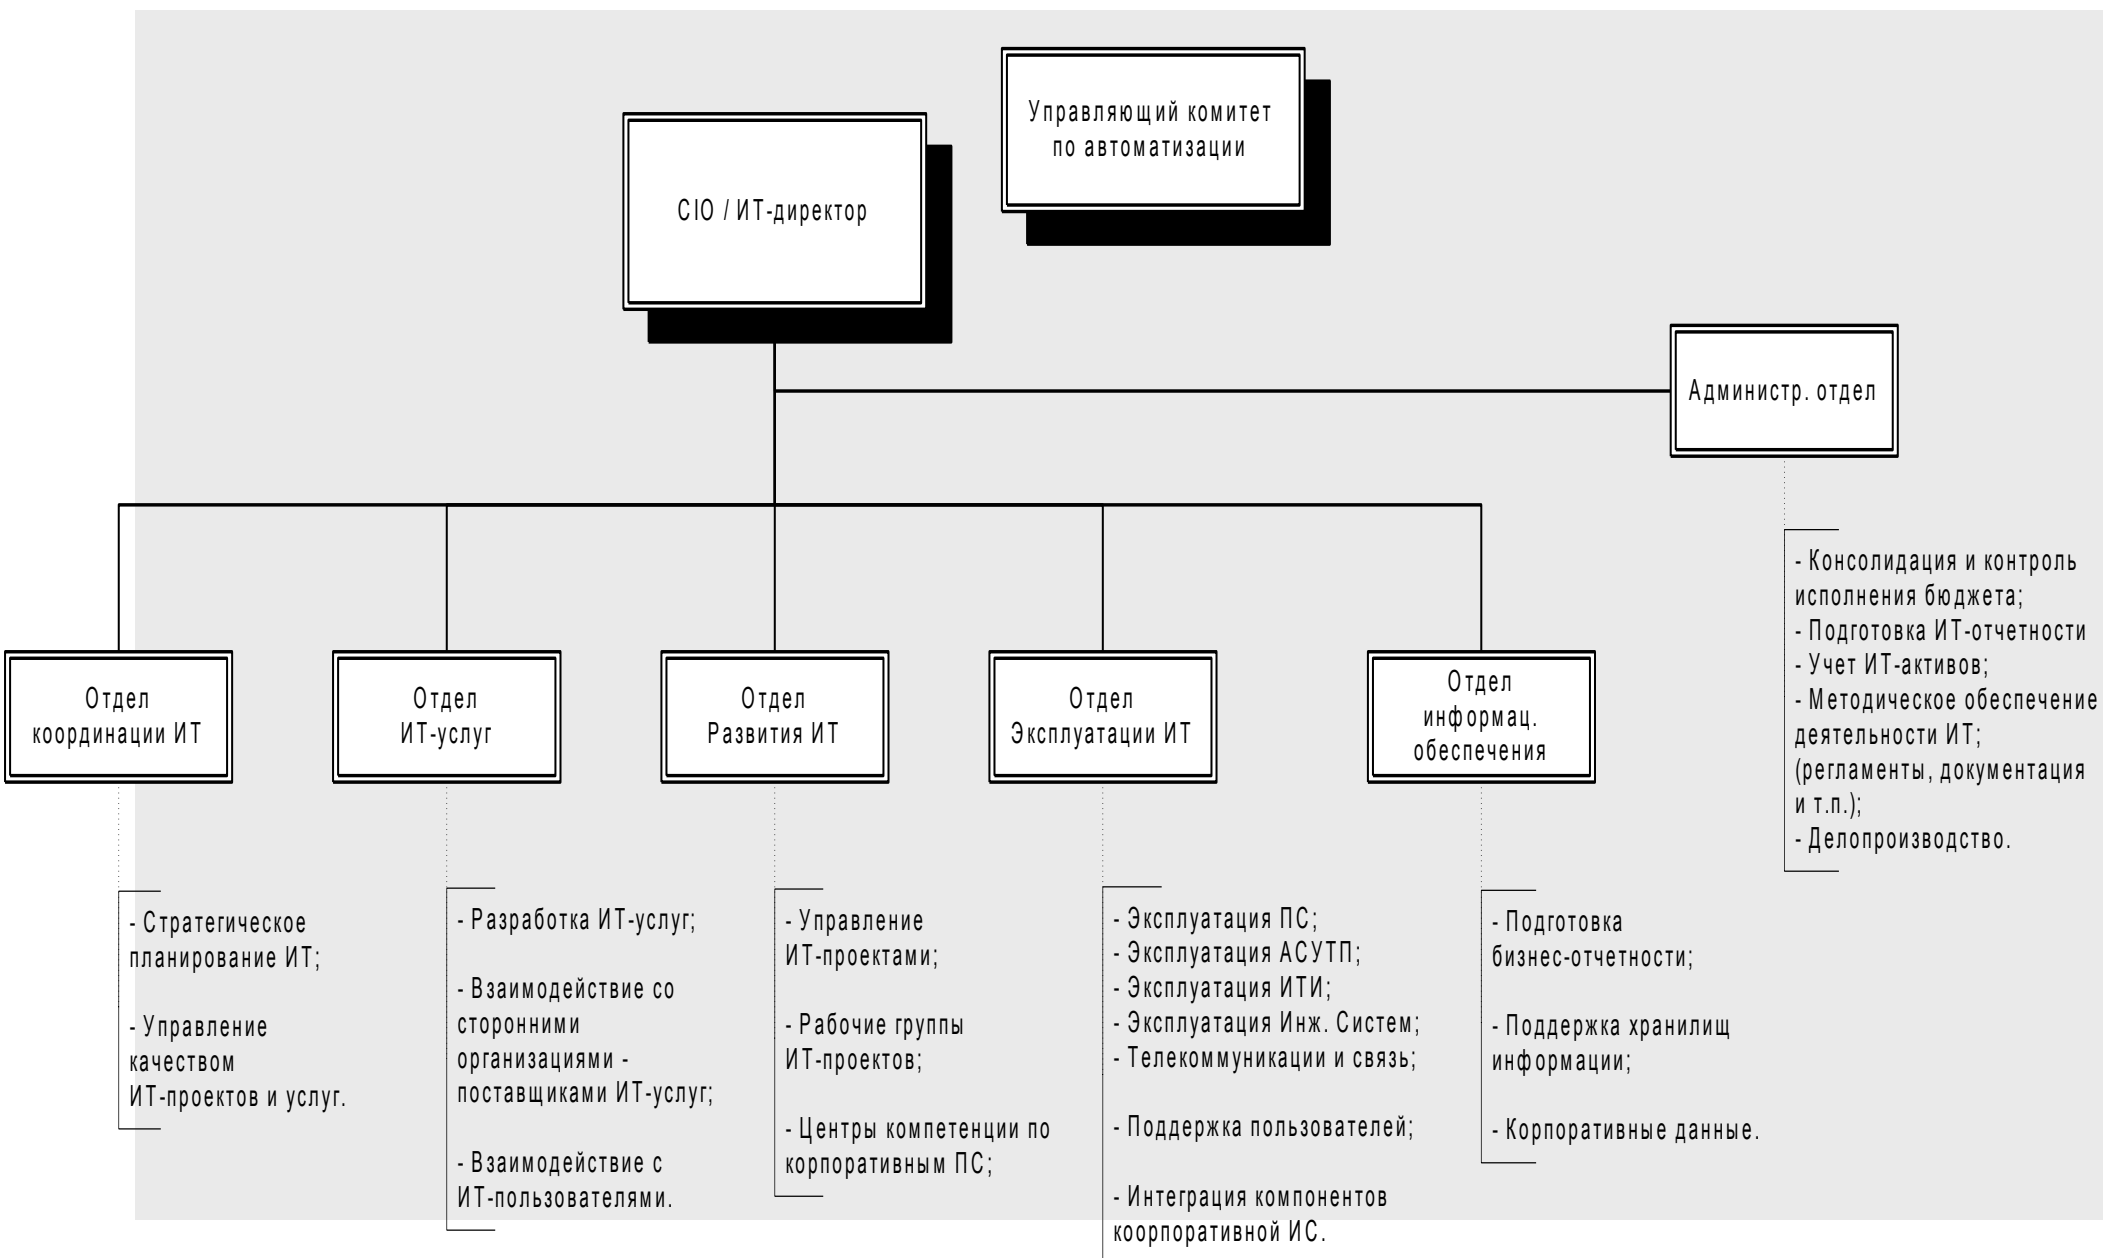 Управляющий комитет
по автоматизации
CIO / ИТ-директор
Администр. отдел
Отдел
координации ИТ
Отдел
ИТ-услуг
Отдел
Развития ИТ
Отдел
Эксплуатации ИТ
Отдел
информац.
обеспечения
- Консолидация и контроль
исполнения бюджета;
- Подготовка ИТ-отчетности
- Учет ИТ-активов;
- Методическое обеспечение
деятельности ИТ;
(регламенты, документация
и т.п.);
- Делопроизводство.
- Стратегическое
планирование ИТ;
- Управление
качеством
ИТ-проектов и услуг.
- Разработка ИТ-услуг;
- Взаимодействие со
сторонними
организациями -
поставщиками ИТ-услуг;
- Взаимодействие с
ИТ-пользователями.
- Управление
ИТ-проектами;
- Рабочие группы
ИТ-проектов;
- Центры компетенции по
корпоративным ПС;
- Эксплуатация ПС;
- Эксплуатация АСУТП;
- Эксплуатация ИТИ;
- Эксплуатация Инж. Систем;
- Телекоммуникации и связь;
- Поддержка пользователей;
- Интеграция компонентов
коорпоративной ИС.
- Подготовка
бизнес-отчетности;
- Поддержка хранилищ
информации;
- Корпоративные данные.